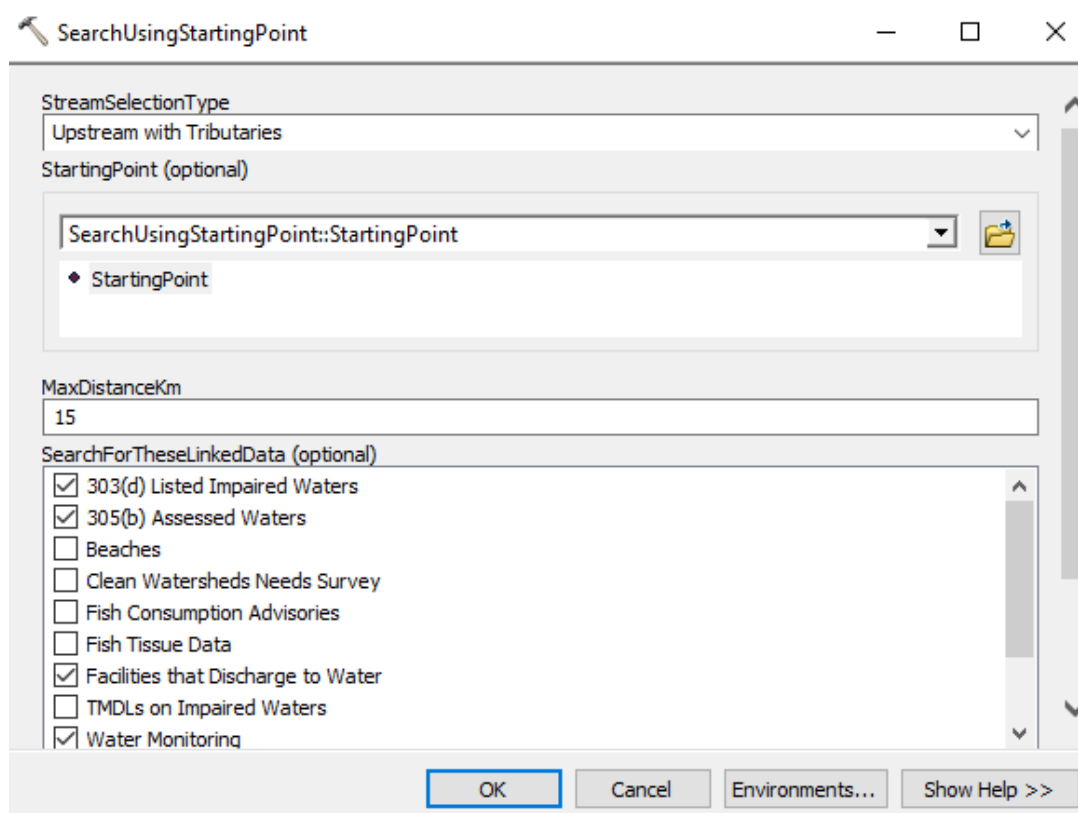 SearchUsingStartingPoint
StreamSelectionType
Upstream with Tributaries
StartingPoint (optional)
SearchUsingStartingPoint::StartingPoint
StartingPoint
MaxDistanceKm
15
SearchForTheseLinkedData (optional)
303(d) Listed Impaired Waters
305(b) Assessed Waters
Beaches
Clean Watersheds Needs Survey
Fish Consumption Advisories
Fish Tissue Data
Facilities that Discharge to Water
TMDLs on Impaired Waters
Water Monitoring
OK Cancel Environments... Show Help >>